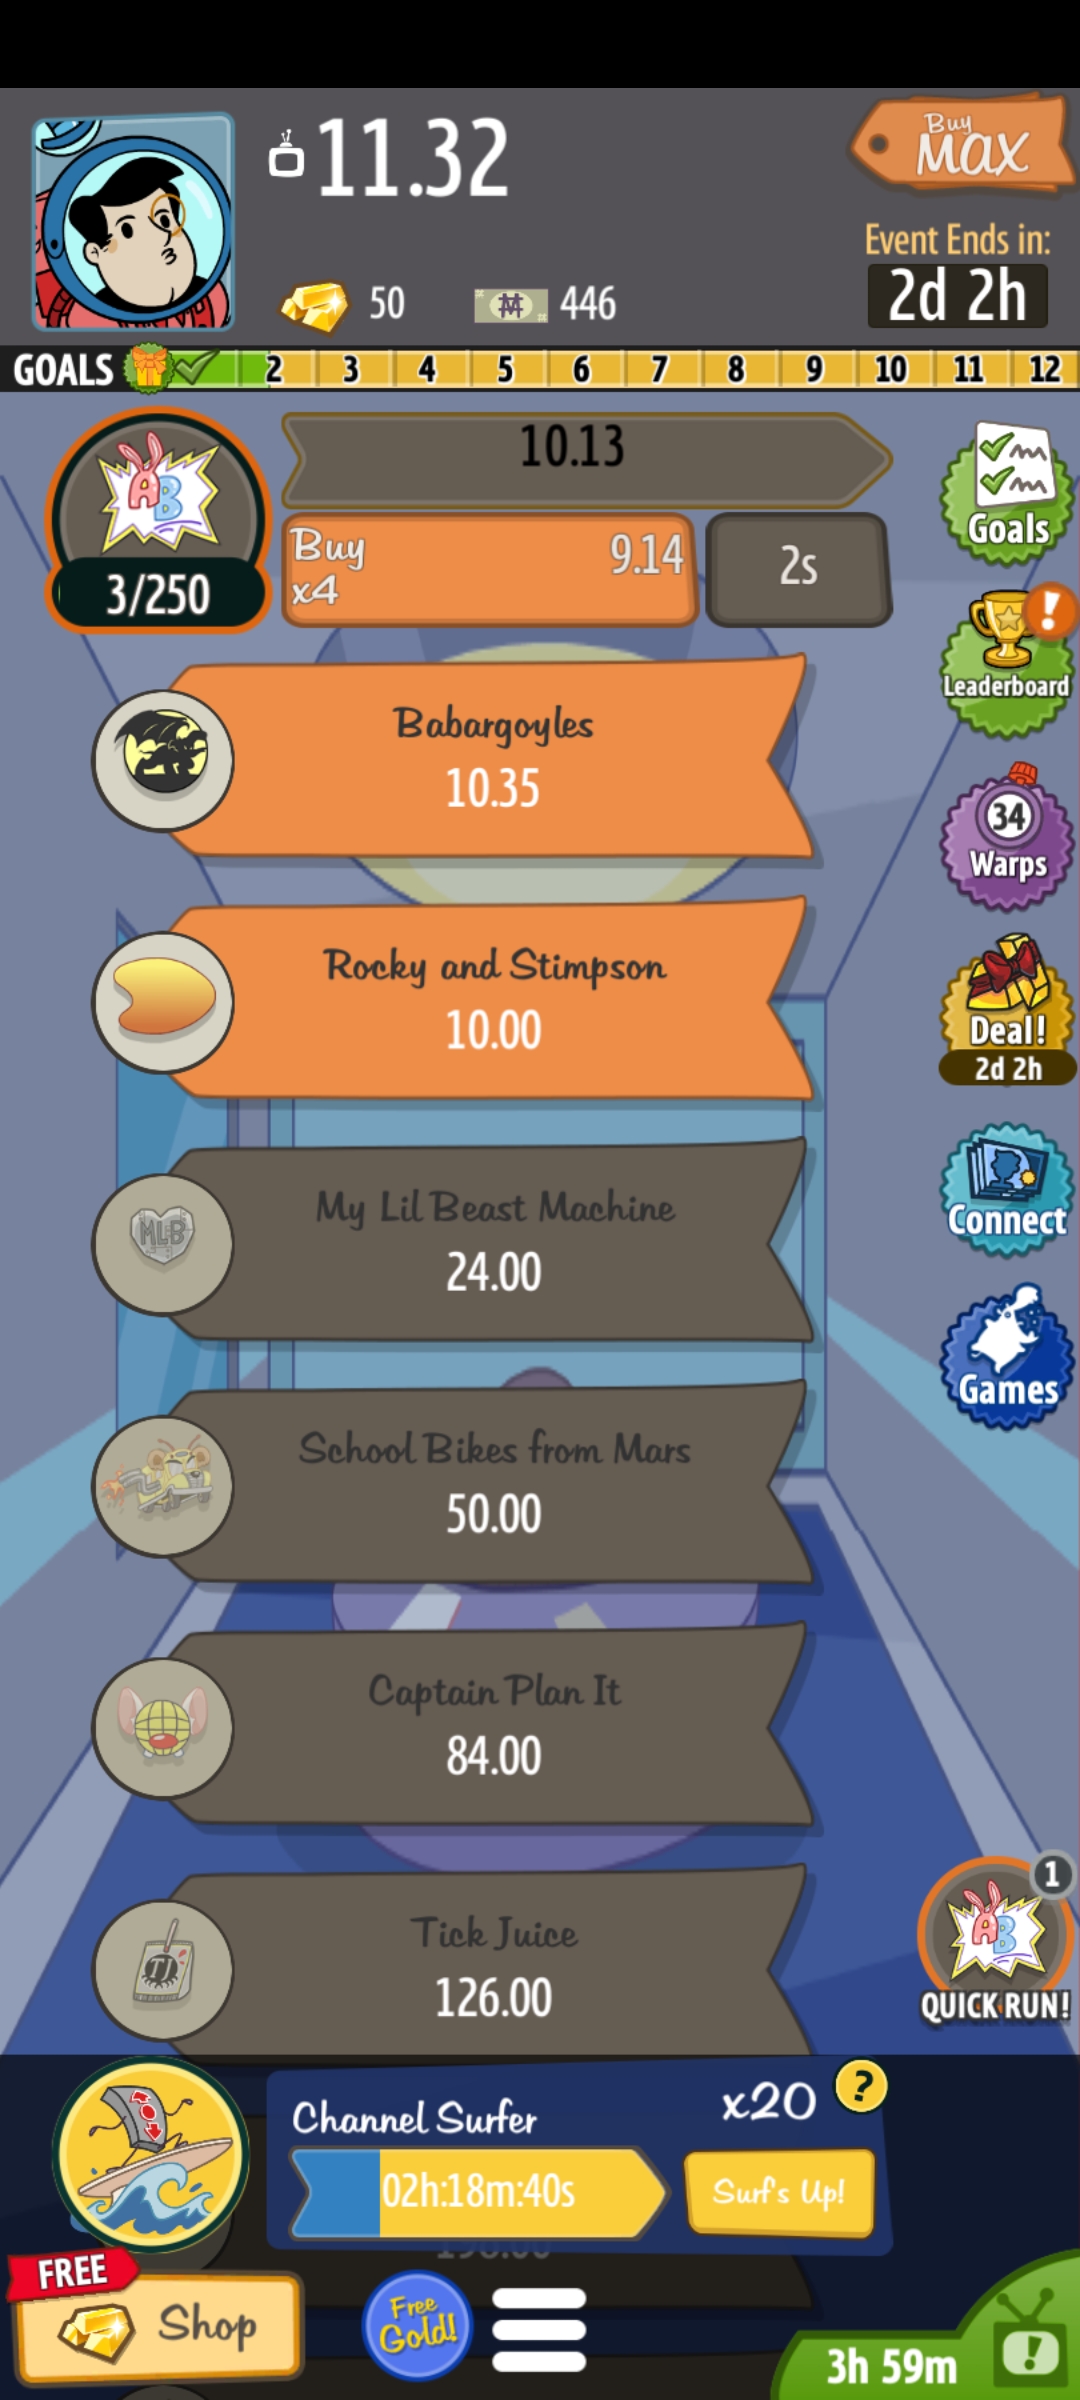 11.32
Buy
MAX
Event Ends in:
2d 2h
50
446
GOALS 2 3 4 5 6 7 8 9 10 11 12
AB
10.13
3/250
Buy
x4
9.14
2s
Goals
Babargoyles
10.35
Leaderboard
34
Warps
Rocky and Stimpson
10.00
Deal!
2d 2h
MLB
My Lil Beast Machine
24.00
Connect
School Bikes from Mars
50.00
Games
Captain Plan It
84.00
TJ
Tick Juice
126.00
1
AB
QUICK RUN!
Channel Surfer
x20
?
02h:18m:40s
Surf's Up!
FREE
Shop
Free
Gold!
3h 59m